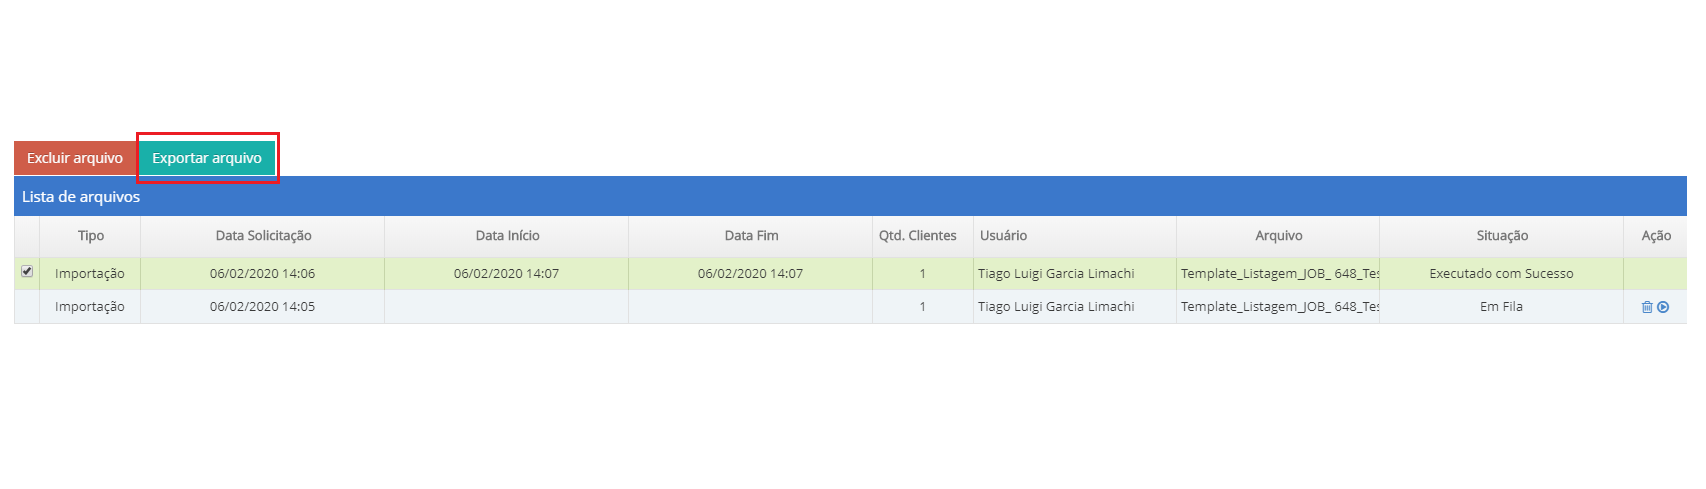 Excluir arquivo Exportar arquivo
Lista de arquivos
Tipo Data Solicitação Data Início Data Fim Qtd. Clientes Usuário Arquivo Situação Ação
Importação 06/02/2020 14:06 06/02/2020 14:07 06/02/2020 14:07 1 Tiago Luigi Garcia Limachi Template_Listagem_JOB_ 648_Tes Executado com Sucesso
Importação 06/02/2020 14:05 1 Tiago Luigi Garcia Limachi Template_Listagem_JOB_ 648_Tes Em Fila